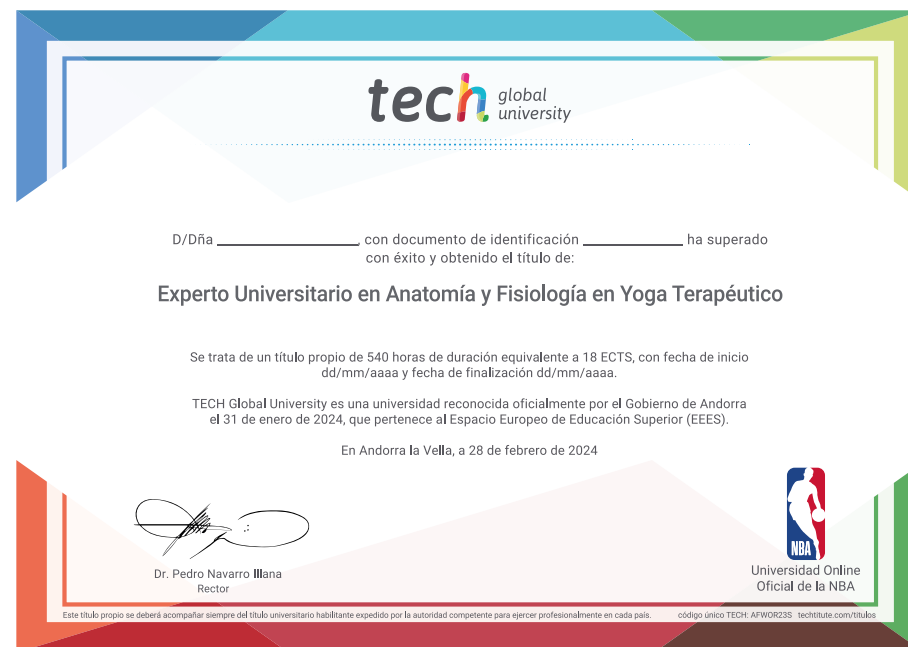 tech global university
D/Dña ____________, con documento de identificación ____________ ha superado
con éxito y obtenido el título de:
Experto Universitario en Anatomía y Fisiología en Yoga Terapéutico
Se trata de un título propio de 540 horas de duración equivalente a 18 ECTS, con fecha de inicio
dd/mm/aaaa y fecha de finalización dd/mm/aaaa.
TECH Global University es una universidad reconocida oficialmente por el Gobierno de Andorra
el 31 de enero de 2024, que pertenece al Espacio Europeo de Educación Superior (EEES).
En Andorra la Vella, a 28 de febrero de 2024
Dr. Pedro Navarro Illana
Rector
NBA
Universidad Online
Oficial de la NBA
Este título propio se deberá acompañar siempre del título universitario habilitante expedido por la autoridad competente para ejercer profesionalmente en cada país.
código único TECH: AFWOR23S techtitute.com/titulos